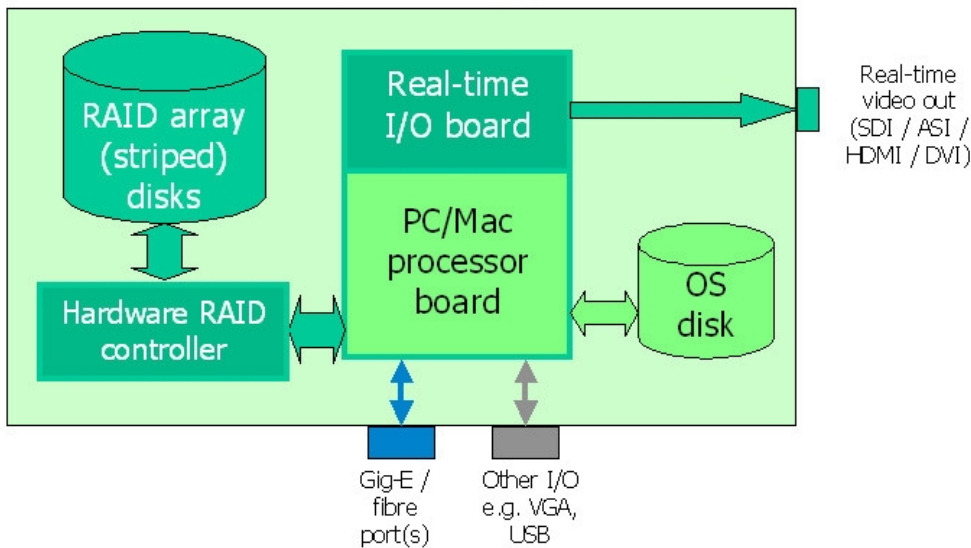 RAID array
(striped)
disks
Real-time
I/O board
Real-time
video out
(SDI / ASI /
HDMI / DVI)
PC/Mac
processor
board
OS
disk
Hardware RAID
controller
Gig-E /
fibre
port(s)
Other I/O
e.g. VGA,
USB